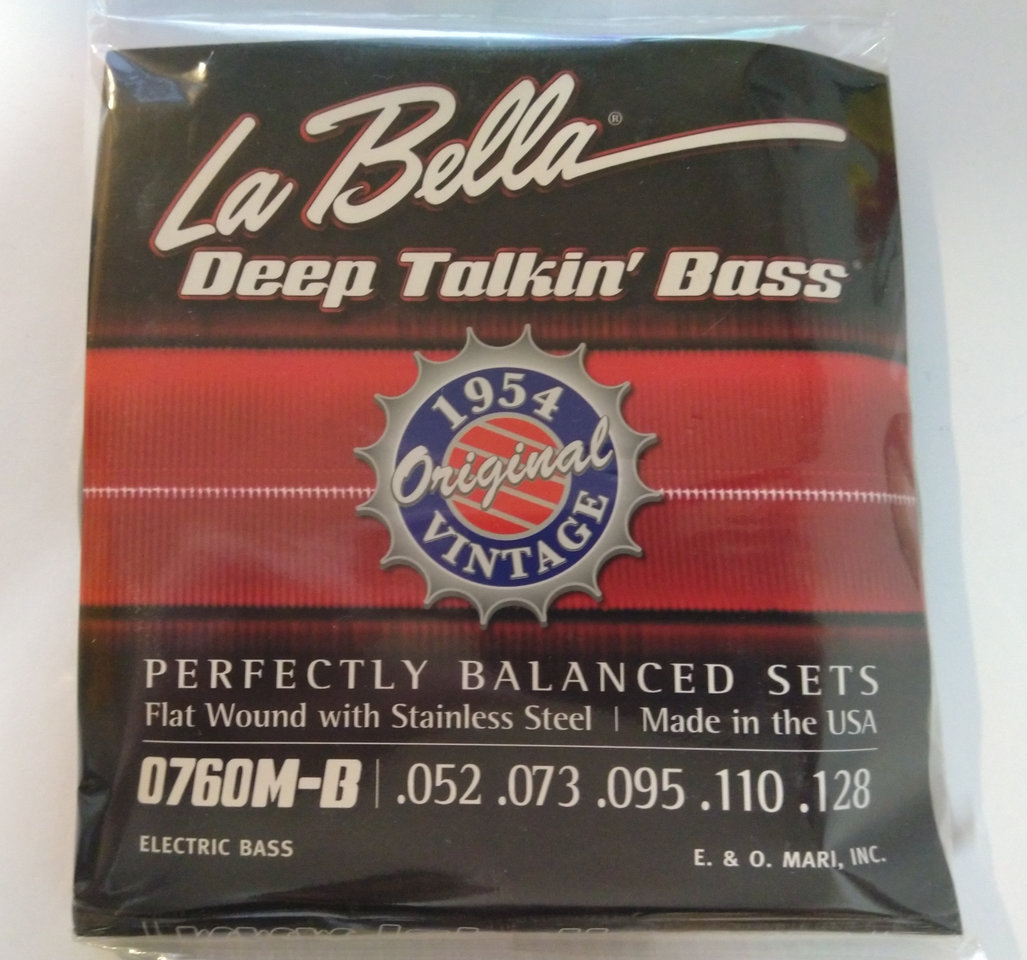 La Bella®
Deep Talkin' Bass
1954
Original
VINTAGE
PERFECTLY BALANCED SETS
Flat Wound with Stainless Steel | Made in the USA
0760M-B | .052 .073 .095 .110 .128
ELECTRIC BASS
E. & O. MARI, INC.